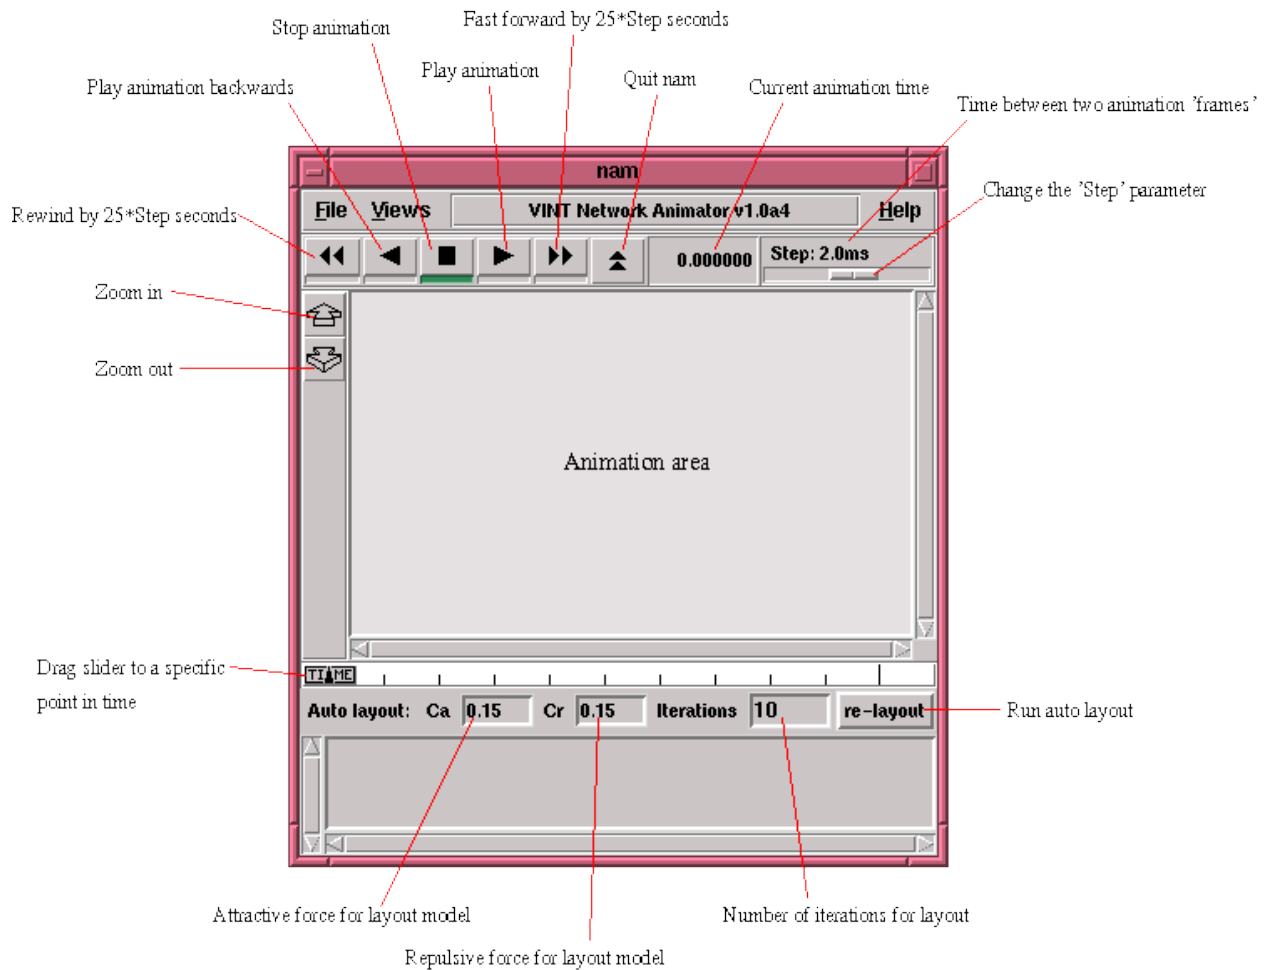 Fast forward by 25*Step seconds
Stop animation
Play animation
Quit nam
Play animation backwards
Current animation time
Time between two animation 'frames'
nam
Change the 'Step' parameter
Rewind by 25*Step seconds
File Views VINT Network Animator v1.0a4 Help
0.000000 Step: 2.0ms
Zoom in
Zoom out
Animation area
Drag slider to a specific
point in time
TIME
Auto layout: Ca 0.15 Cr 0.15 Iterations 10 re-layout
Run auto layout
Attractive force for layout model
Number of iterations for layout
Repulsive force for layout model